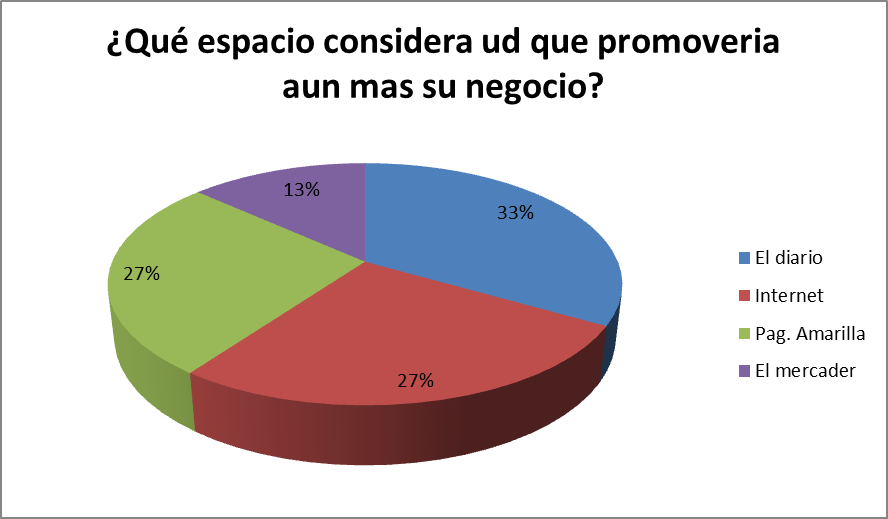 ¿Qué espacio considera ud que promoveria
aun mas su negocio?
13%
33%
27%
27%
El diario
Internet
Pag. Amarilla
El mercader